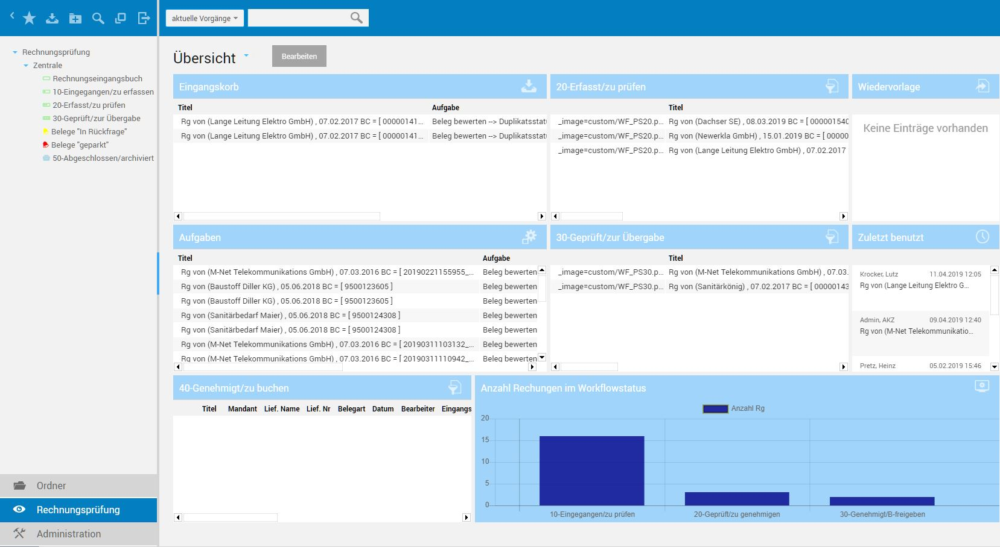 aktuelle Vorgänge
Rechnungsprüfung
Zentrale
Rechnungseingangsbuch
10-Eingegangen/zu erfassen
20-Erfasst/zu prüfen
30-Geprüft/zur Übergabe
Belege "In Rückfrage"
Belege "geparkt"
50-Abgeschlossen/archiviert
Ordner
Rechnungsprüfung
Administration
Übersicht
Bearbeiten
Eingangskorb
Titel Aufgabe
Rg von (Lange Leitung Elektro GmbH) , 07.02.2017 BC = [ 00000141... Beleg bewerten --> Duplikatsstatu
Rg von (Lange Leitung Elektro GmbH) , 07.02.2017 BC = [ 00000141... Beleg bewerten --> Duplikatsstatu
20-Erfasst/zu prüfen
Titel
_image=custom/WF_PS20.p... Rg von (Dachser SE) , 08.03.2019 BC = [ 0000001540
_image=custom/WF_PS20.p... Rg von (Newerkla GmbH) , 15.01.2019 BC = [ 00000
_image=custom/WF_PS20.p... Rg von (Lange Leitung Elektro GmbH) , 07.02.2017
Wiedervorlage
Keine Einträge vorhanden
Aufgaben
Titel Aufgabe
Rg von (M-Net Telekommunikations GmbH) , 07.03.2016 BC = [ 20190221155955_... Beleg bewerten
Rg von (Baustoff Diller KG) , 05.06.2018 BC = [ 9500123605 ] Beleg bewerten
Rg von (Baustoff Diller KG) , 05.06.2018 BC = [ 9500123605 ] Beleg bewerten
Rg von (Sanitärbedarf Maier) , 05.06.2018 BC = [ 9500124308 ] Beleg bewerten
Rg von (Sanitärbedarf Maier) , 05.06.2018 BC = [ 9500124308 ] Beleg bewerten
Rg von (M-Net Telekommunikations GmbH) , 07.03.2016 BC = [ 20190311103132_... Beleg bewerten
Rg von (M-Net Telekommunikations GmbH) , 07.03.2016 BC = [ 20190311110942_... Beleg bewerten
30-Geprüft/zur Übergabe
Titel
_image=custom/WF_PS30.p... Rg von (M-Net Telekommunikations GmbH) , 07.03.
_image=custom/WF_PS30.p... Rg von (Sanitärkönig) , 07.02.2017 BC = [ 00000143
Zuletzt benutzt
Krocker, Lutz 11.04.2019 12:05
Rg von (Lange Leitung Elektro G...
Admin, AKZ 09.04.2019 12:40
Rg von (M-Net Telekommunikatio...
Pretz, Heinz 05.02.2019 15:46
40-Genehmigt/zu buchen
Titel Mandant Lief. Name Lief. Nr Belegart Datum Bearbeiter Eingangs
Anzahl Rechungen im Workflowstatus
Anzahl Rg
20
15
10
5
0
10-Eingegangen/zu prüfen 20-Geprüft/zu genehmigen 30-Genehmigt/B-freigeben